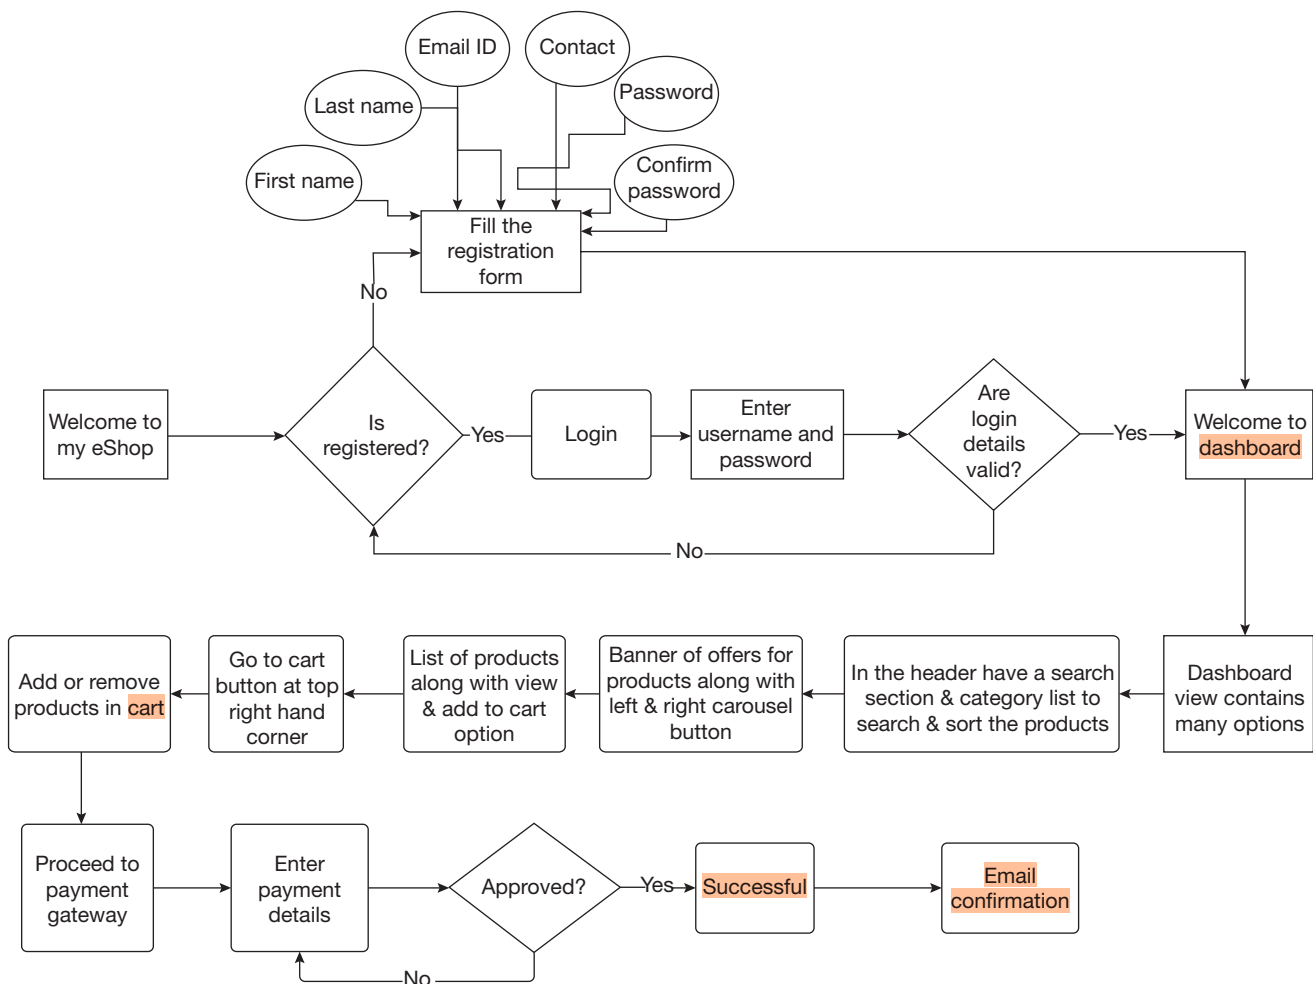 Email ID
Contact
Last name
Password
First name
Confirm
password
Fill the
registration
form
No
Welcome to
my eShop
Is
registered?
Yes
Login
Enter
username and
password
Are
login
details
valid?
Yes
Welcome to
dashboard
No
Add or remove
products in cart
Go to cart
button at top
right hand
corner
List of products
along with view
& add to cart
option
Banner of offers for
products along with
left & right carousel
button
In the header have a search
section & category list to
search & sort the products
Dashboard
view contains
many options
Proceed to
payment
gateway
Enter
payment
details
Approved?
Yes
Successful
Email
confirmation
No